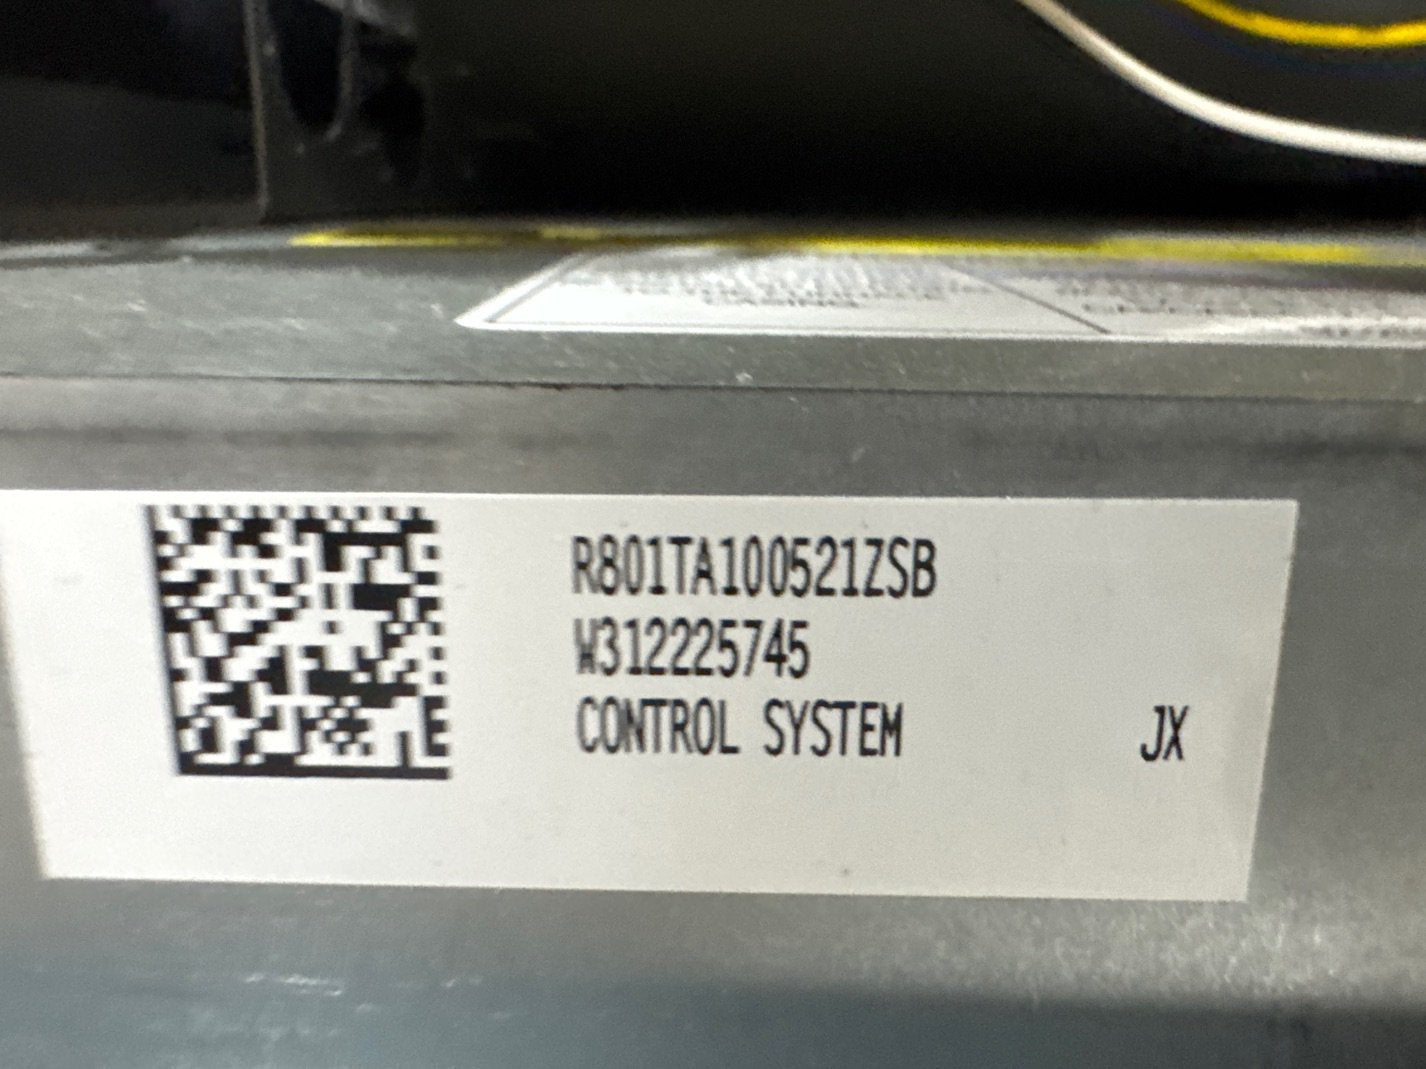 R801TA100521ZSB
W312225745
CONTROL SYSTEM JX